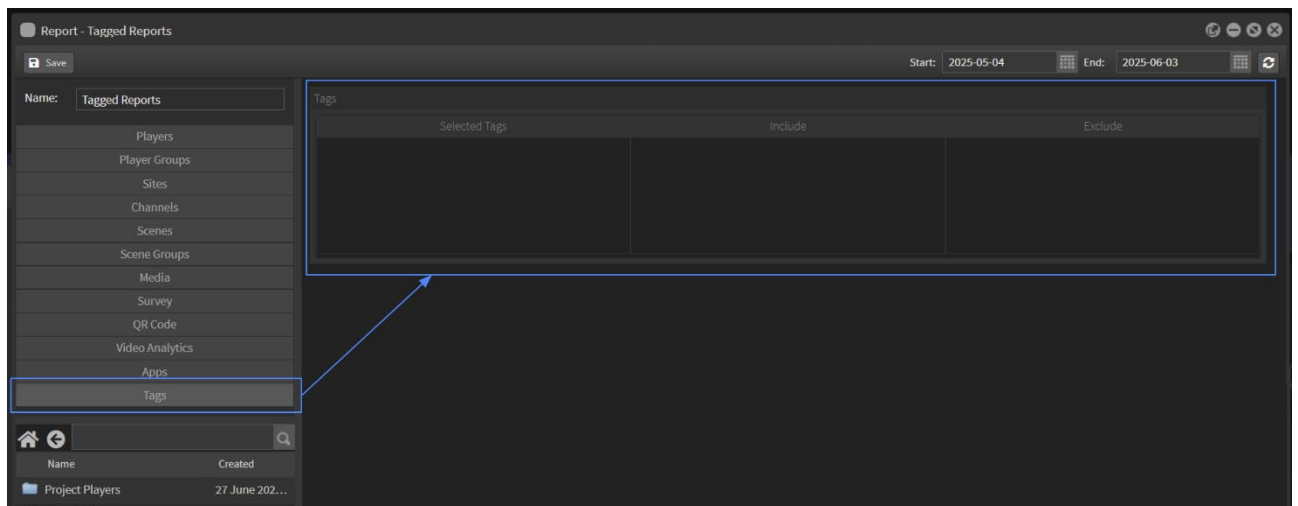 Report - Tagged Reports
Save
Start: 2025-05-04 End: 2025-06-03
Name: Tagged Reports
Players
Player Groups
Sites
Channels
Scenes
Scene Groups
Media
Survey
QR Code
Video Analytics
Apps
Tags
Name Created
Project Players 27 June 202...
Tags
Selected Tags Include Exclude